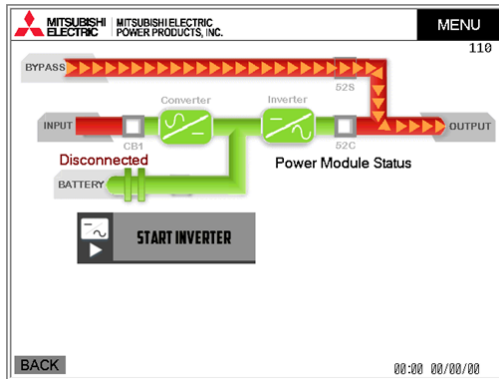 MITSUBISHI ELECTRIC
MITSUBISHI ELECTRIC POWER PRODUCTS, INC.
MENU
110
BYPASS
52S
Converter
Inverter
INPUT
OUTPUT
CB1
52C
Disconnected
Power Module Status
BATTERY
START INVERTER
BACK
00:00 00/00/00